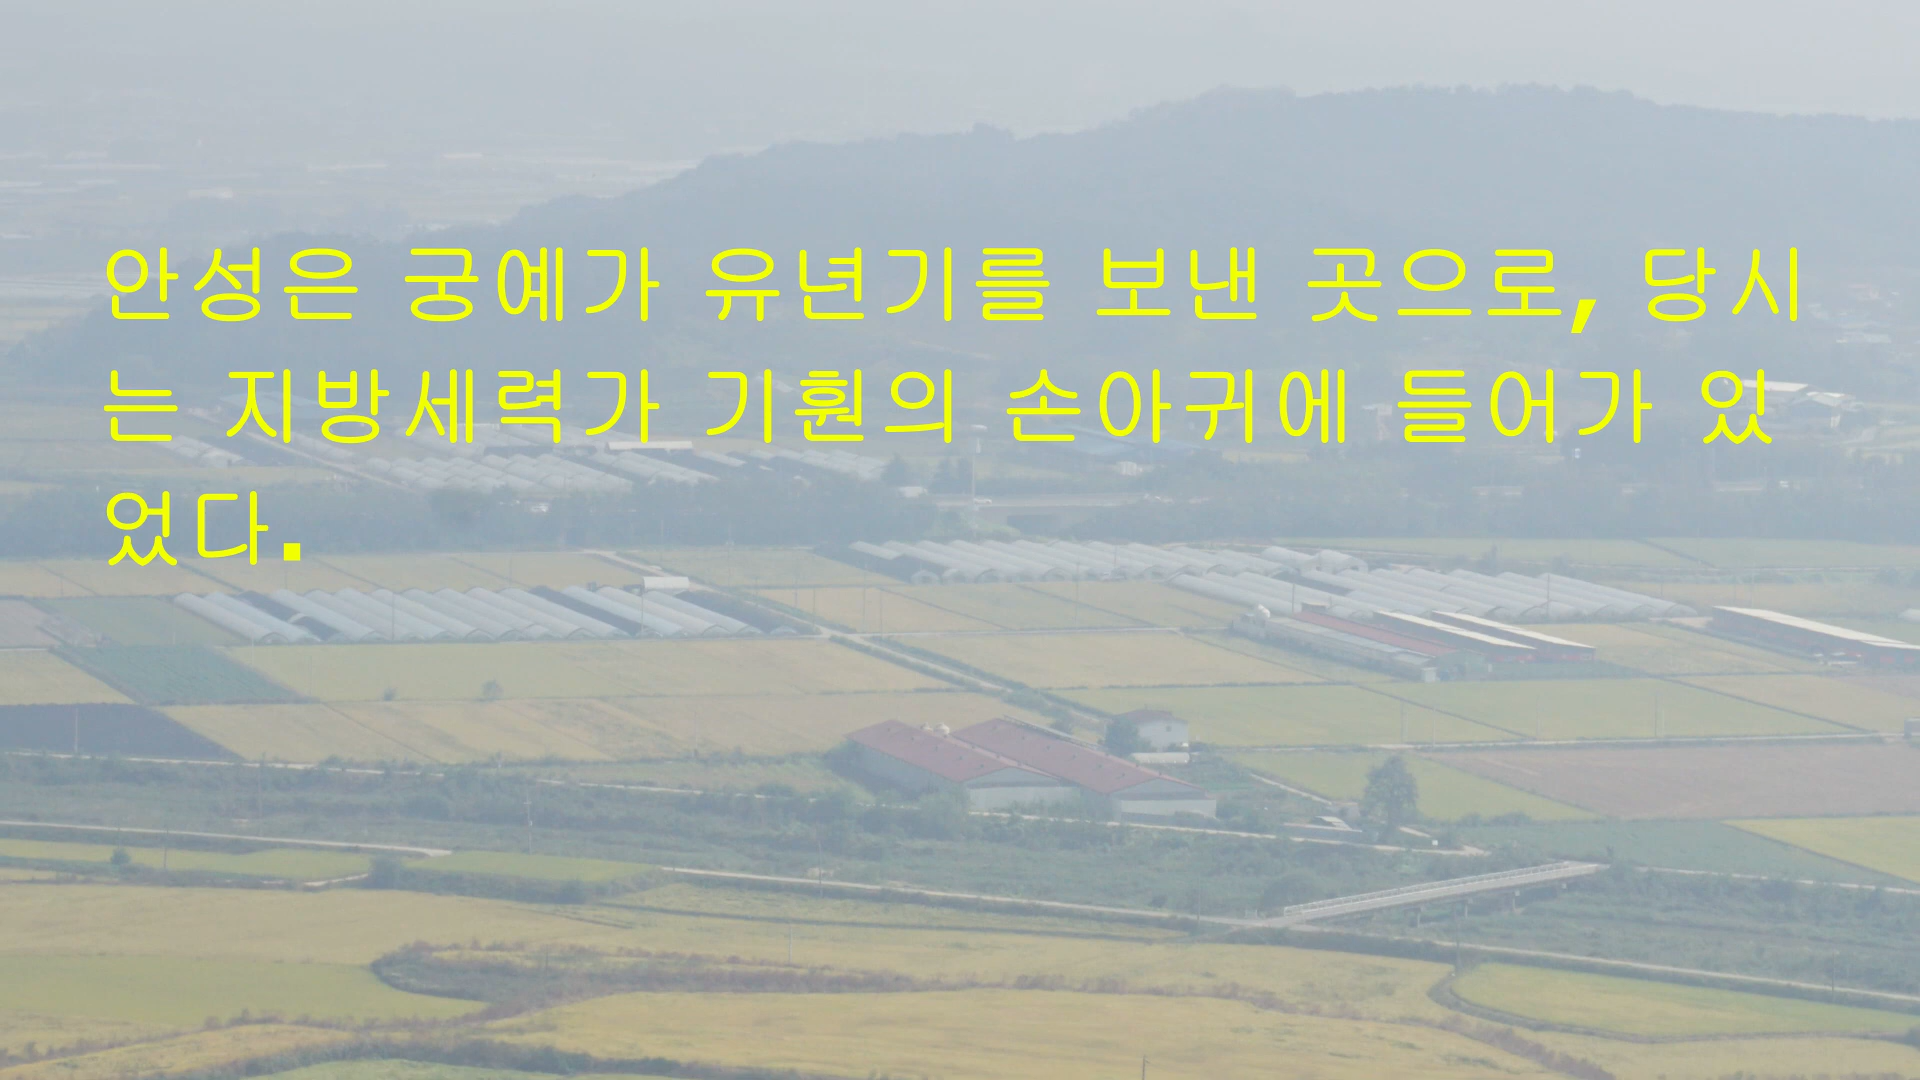 안성은 궁예가 유년기를 보낸 곳으로, 당시
는 지방세력가 기훤의 손아귀에 들어가 있
었다.